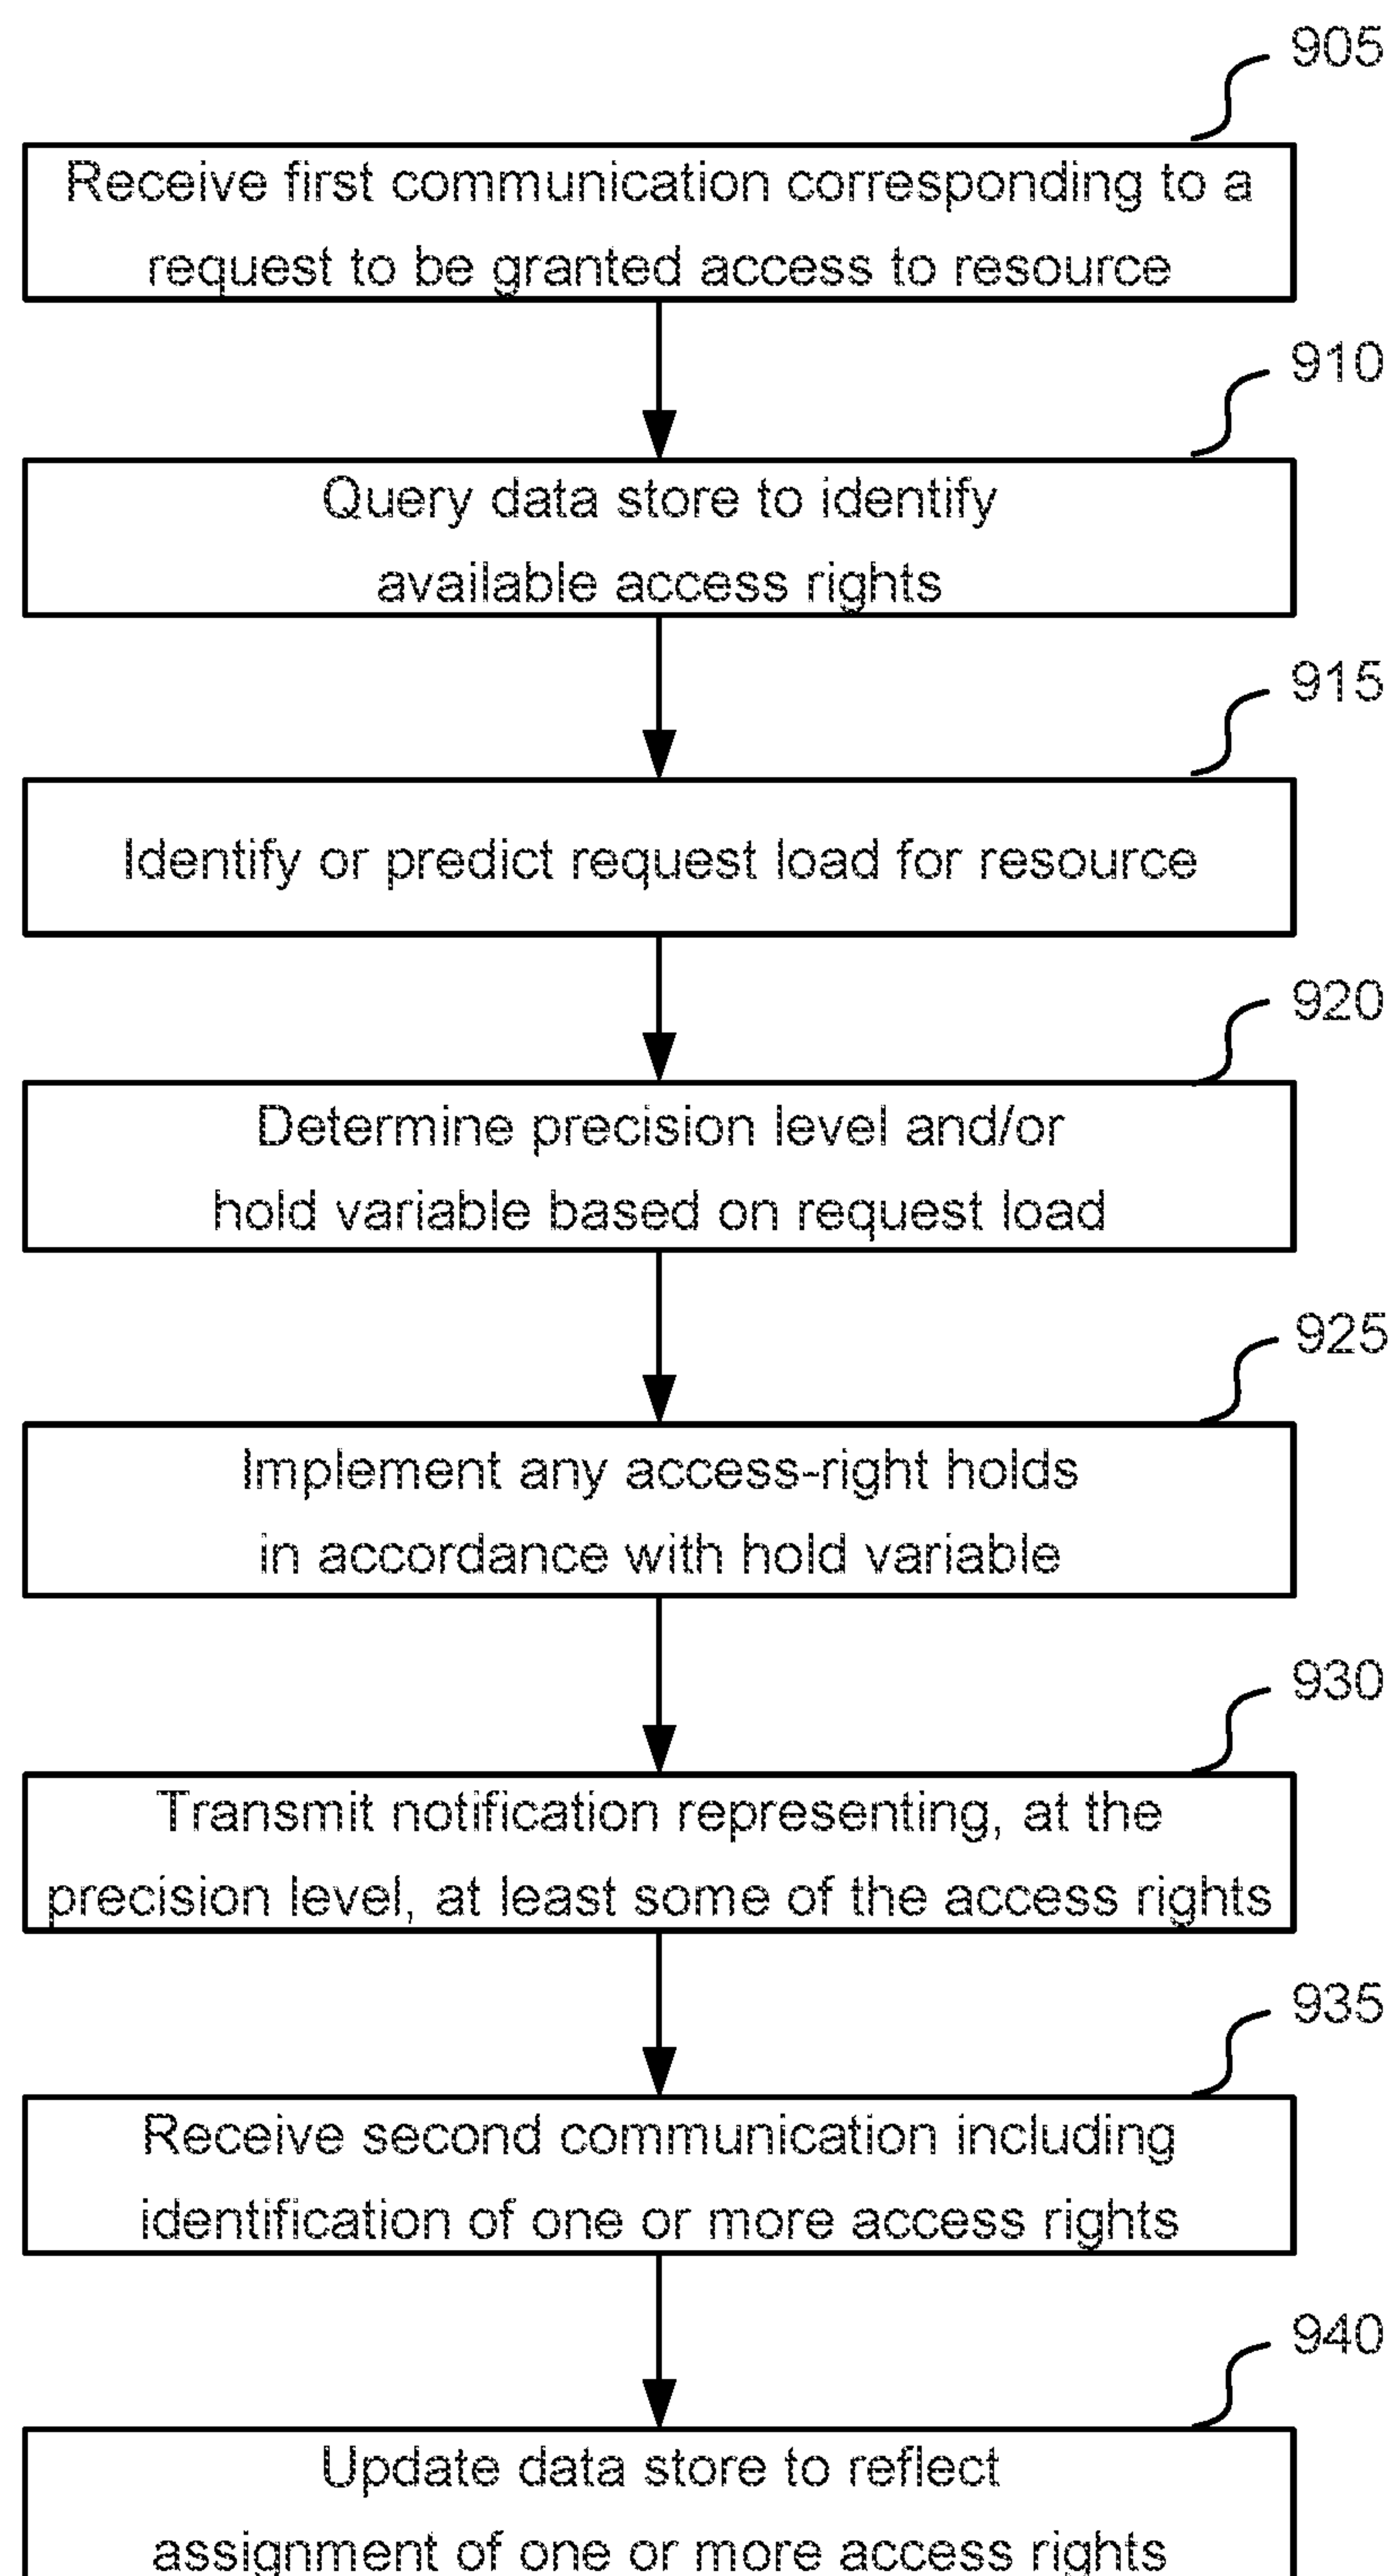 905
Receive first communication corresponding to a
request to be granted access to resource
910
Query data store to identify
available access rights
915
Identify or predict request load for resource
920
Determine precision level and/or
hold variable based on request load
925
Implement any access-right holds
in accordance with hold variable
930
Transmit notification representing, at the
precision level, at least some of the access rights
935
Receive second communication including
identification of one or more access rights
940
Update data store to reflect
assignment of one or more access rights